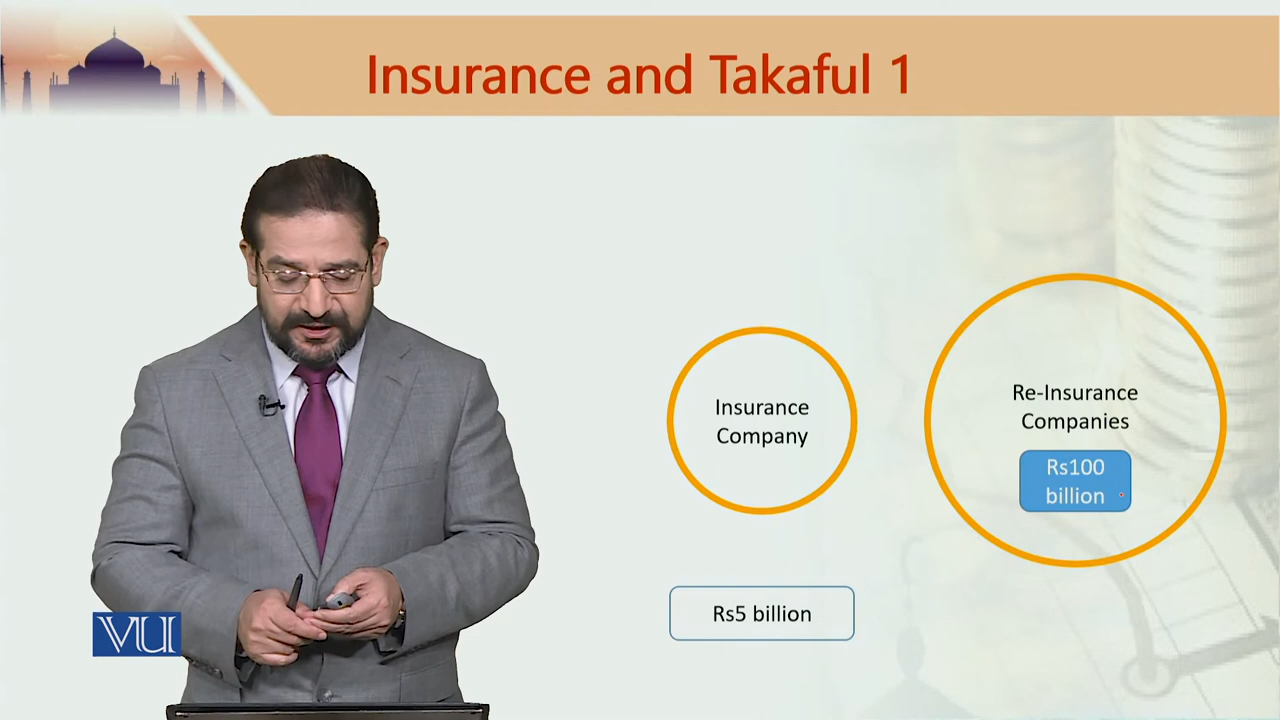 Insurance and Takaful 1
Insurance
Company
Re-Insurance
Companies
Rs100
billion
Rs5 billion
VU